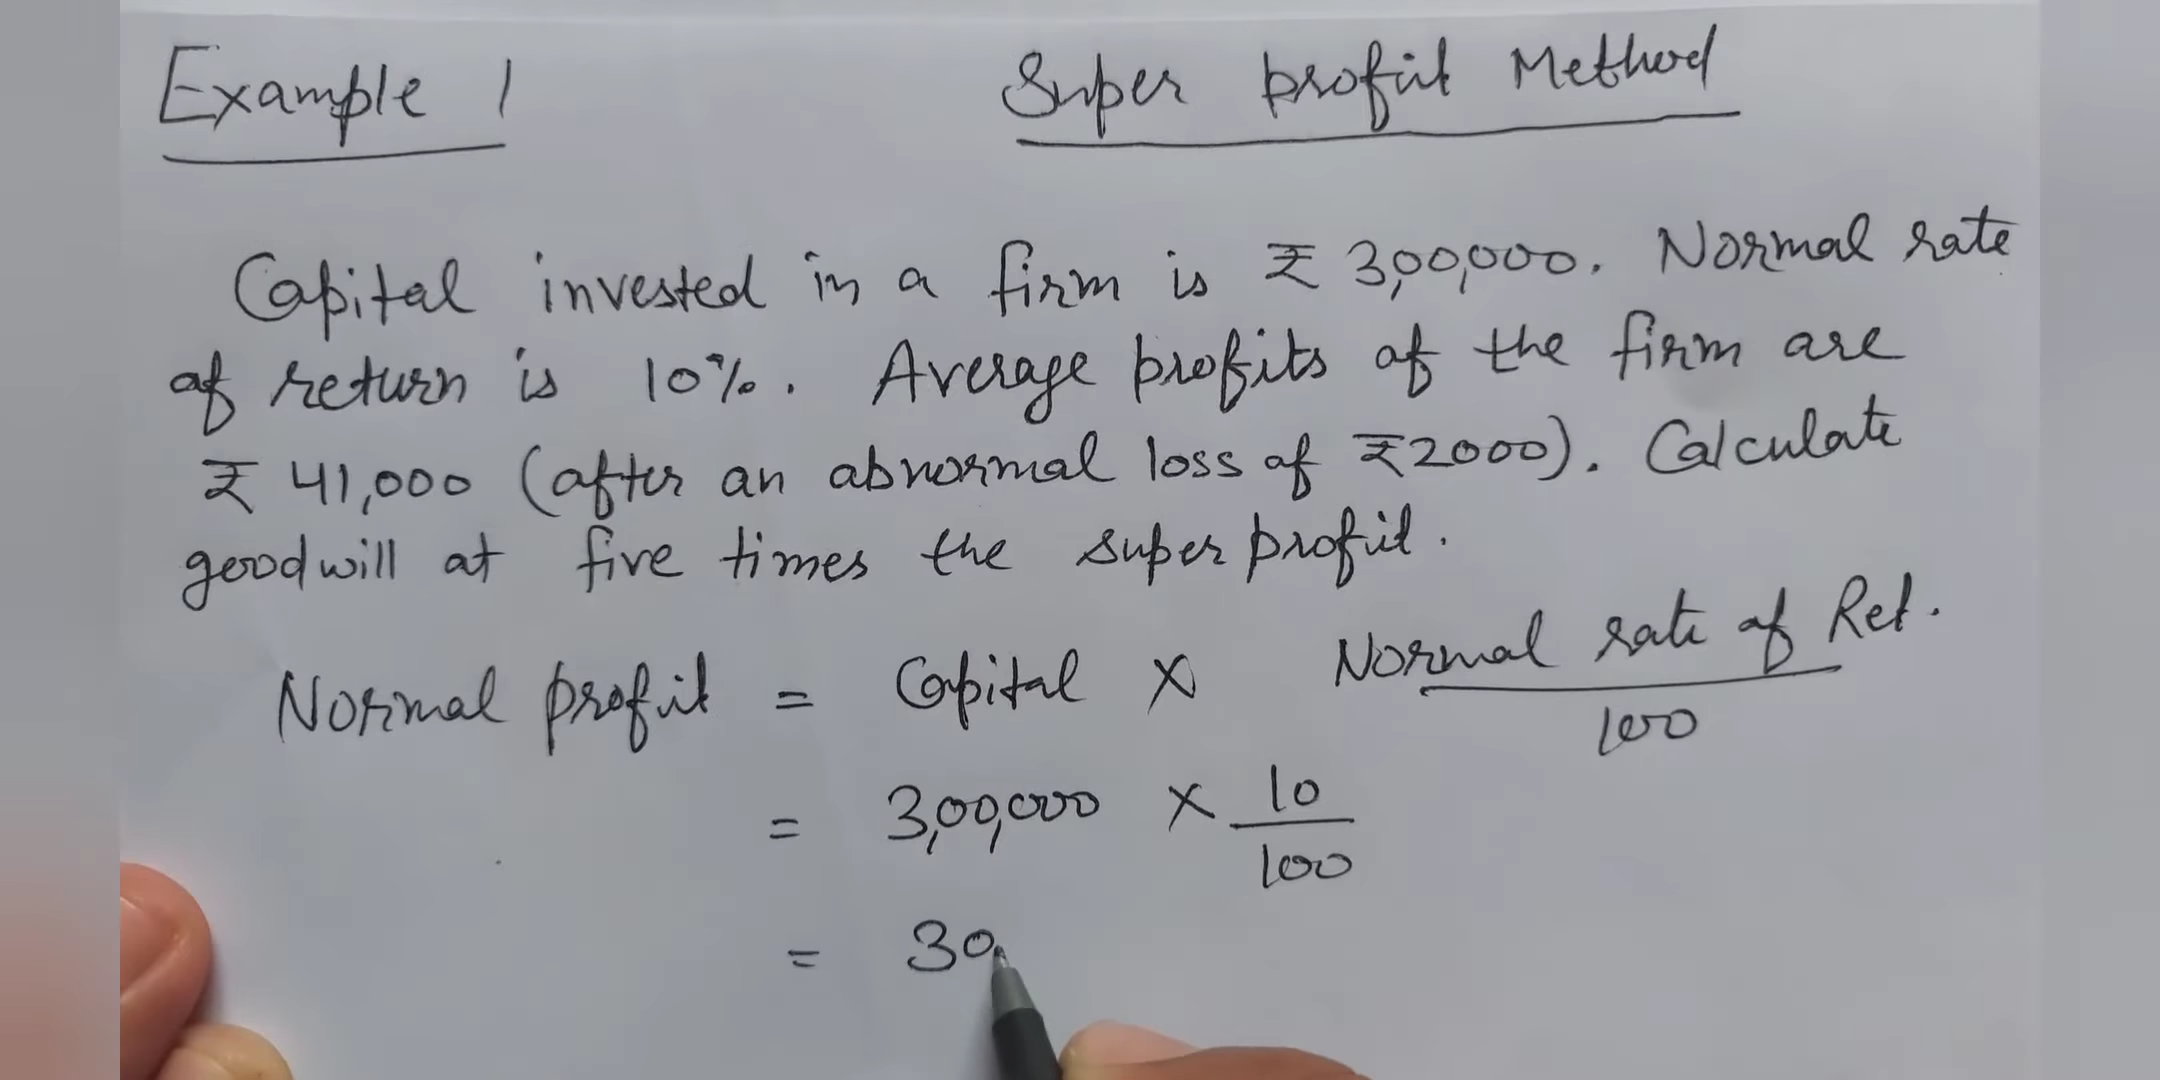 Example 1
Super profit Method
Capital invested in a firm is ₹ 3,00,000. Normal rate
of return is 10%. Average profits of the firm are
₹ 41,000 (after an abnormal loss of ₹2000). Calculate
goodwill at five times the super profit.
Normal profit = Capital X Normal rate of Ret.
100
= 3,00,000 X 10
100
= 30